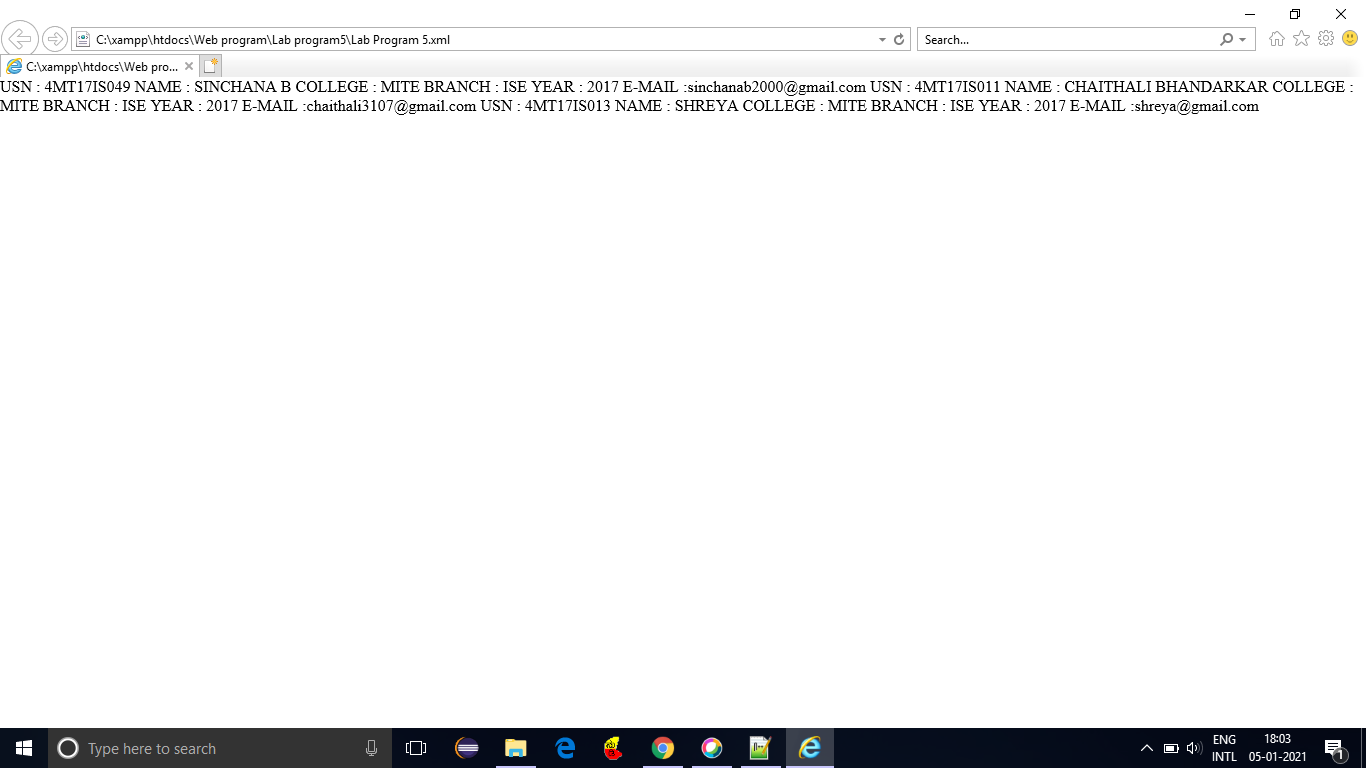 C:\xampp\htdocs\Web program\Lab program5\Lab Program 5.xml
Search...
C:\xampp\htdocs\Web pro...
USN : 4MT17IS049 NAME : SINCHANA B COLLEGE : MITE BRANCH : ISE YEAR : 2017 E-MAIL :sinchanab2000@gmail.com USN : 4MT17IS011 NAME : CHAITHALI BHANDARKAR COLLEGE :
MITE BRANCH : ISE YEAR : 2017 E-MAIL :chaithali3107@gmail.com USN : 4MT17IS013 NAME : SHREYA COLLEGE : MITE BRANCH : ISE YEAR : 2017 E-MAIL :shreya@gmail.com
Type here to search
ENG
INTL
18:03
05-01-2021
1